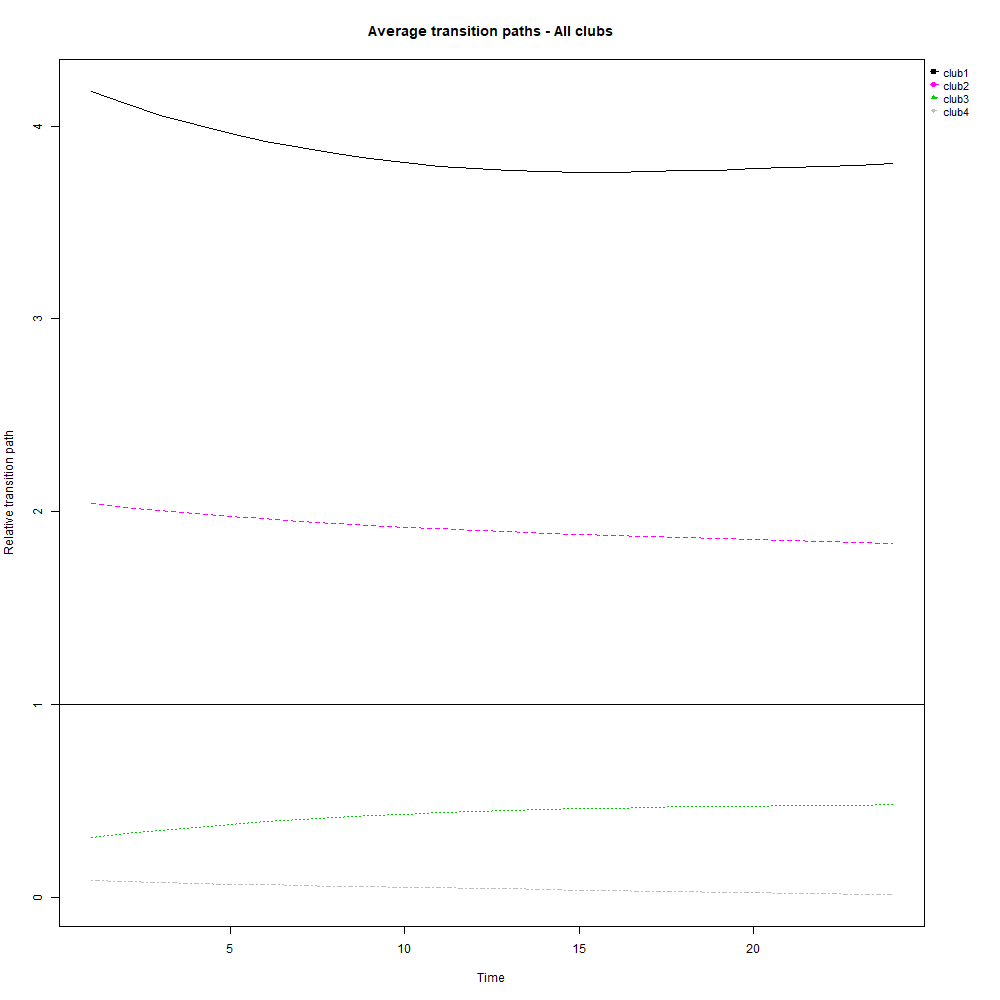 Average transition paths - All clubs
club1
club2
club3
club4
4
3
2
1
0
Relative transition path
5
10
15
20
Time